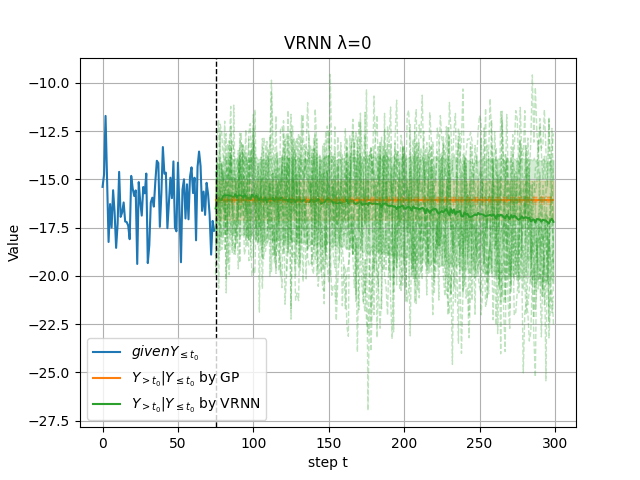 VRNN λ=0
Value
−10.0
−12.5
−15.0
−17.5
−20.0
−22.5
−25.0
−27.5
givenY≤t₀
Y>t₀|Y≤t₀ by GP
Y>t₀|Y≤t₀ by VRNN
0 50 100 150 200 250 300
step t